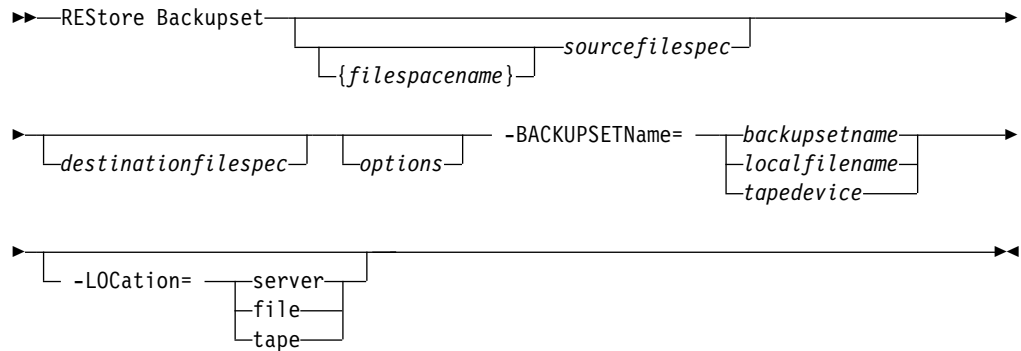 REStore Backupset
sourcefilespec
{filespacename}
-BACKUPSETName= backupsetname
destinationfilespec options localfilename
tapedevice
-LOCation= server
file
tape